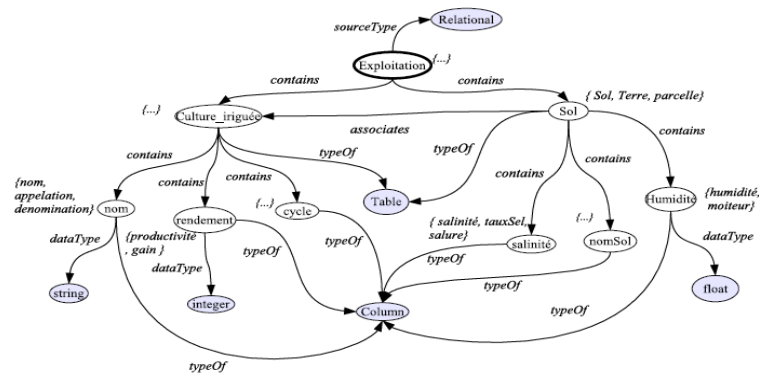 Relational
sourceType
Exploitation
{...}
contains
contains
{...}
Culture_iriguée
{ Sol, Terre, parcelle}
Sol
associates
typeOf
typeOf
contains
contains
contains
contains
contains
contains
{nom,
appelation,
denomination}
nom
rendement
{...}
cycle
Table
{ salinité, tauxSel,
salure}
salinité
{...}
nomSol
Humidité
{humidité,
moiteur}
dataType
{productivité
, gain }
dataType
typeOf
typeOf
typeOf
typeOf
typeOf
dataType
string
integer
Column
float
typeOf